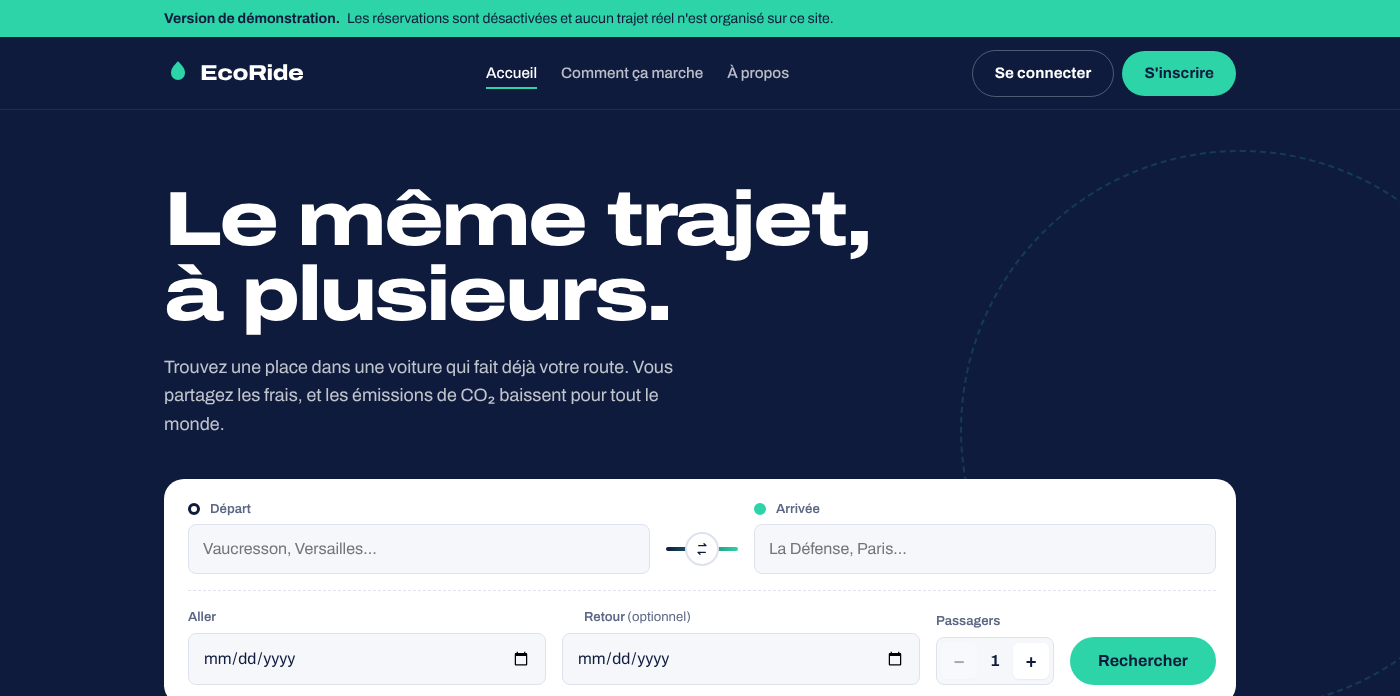 Version de démonstration. Les réservations sont désactivées et aucun trajet réel n'est organisé sur ce site.
EcoRide
Accueil
Comment ça marche
À propos
Se connecter
S'inscrire
Le même trajet,
à plusieurs.
Trouvez une place dans une voiture qui fait déjà votre route. Vous
partagez les frais, et les émissions de CO₂ baissent pour tout le
monde.
Départ
Vaucresson, Versailles...
Arrivée
La Défense, Paris...
Aller
mm/dd/yyyy
Retour (optionnel)
mm/dd/yyyy
Passagers
− 1 +
Rechercher